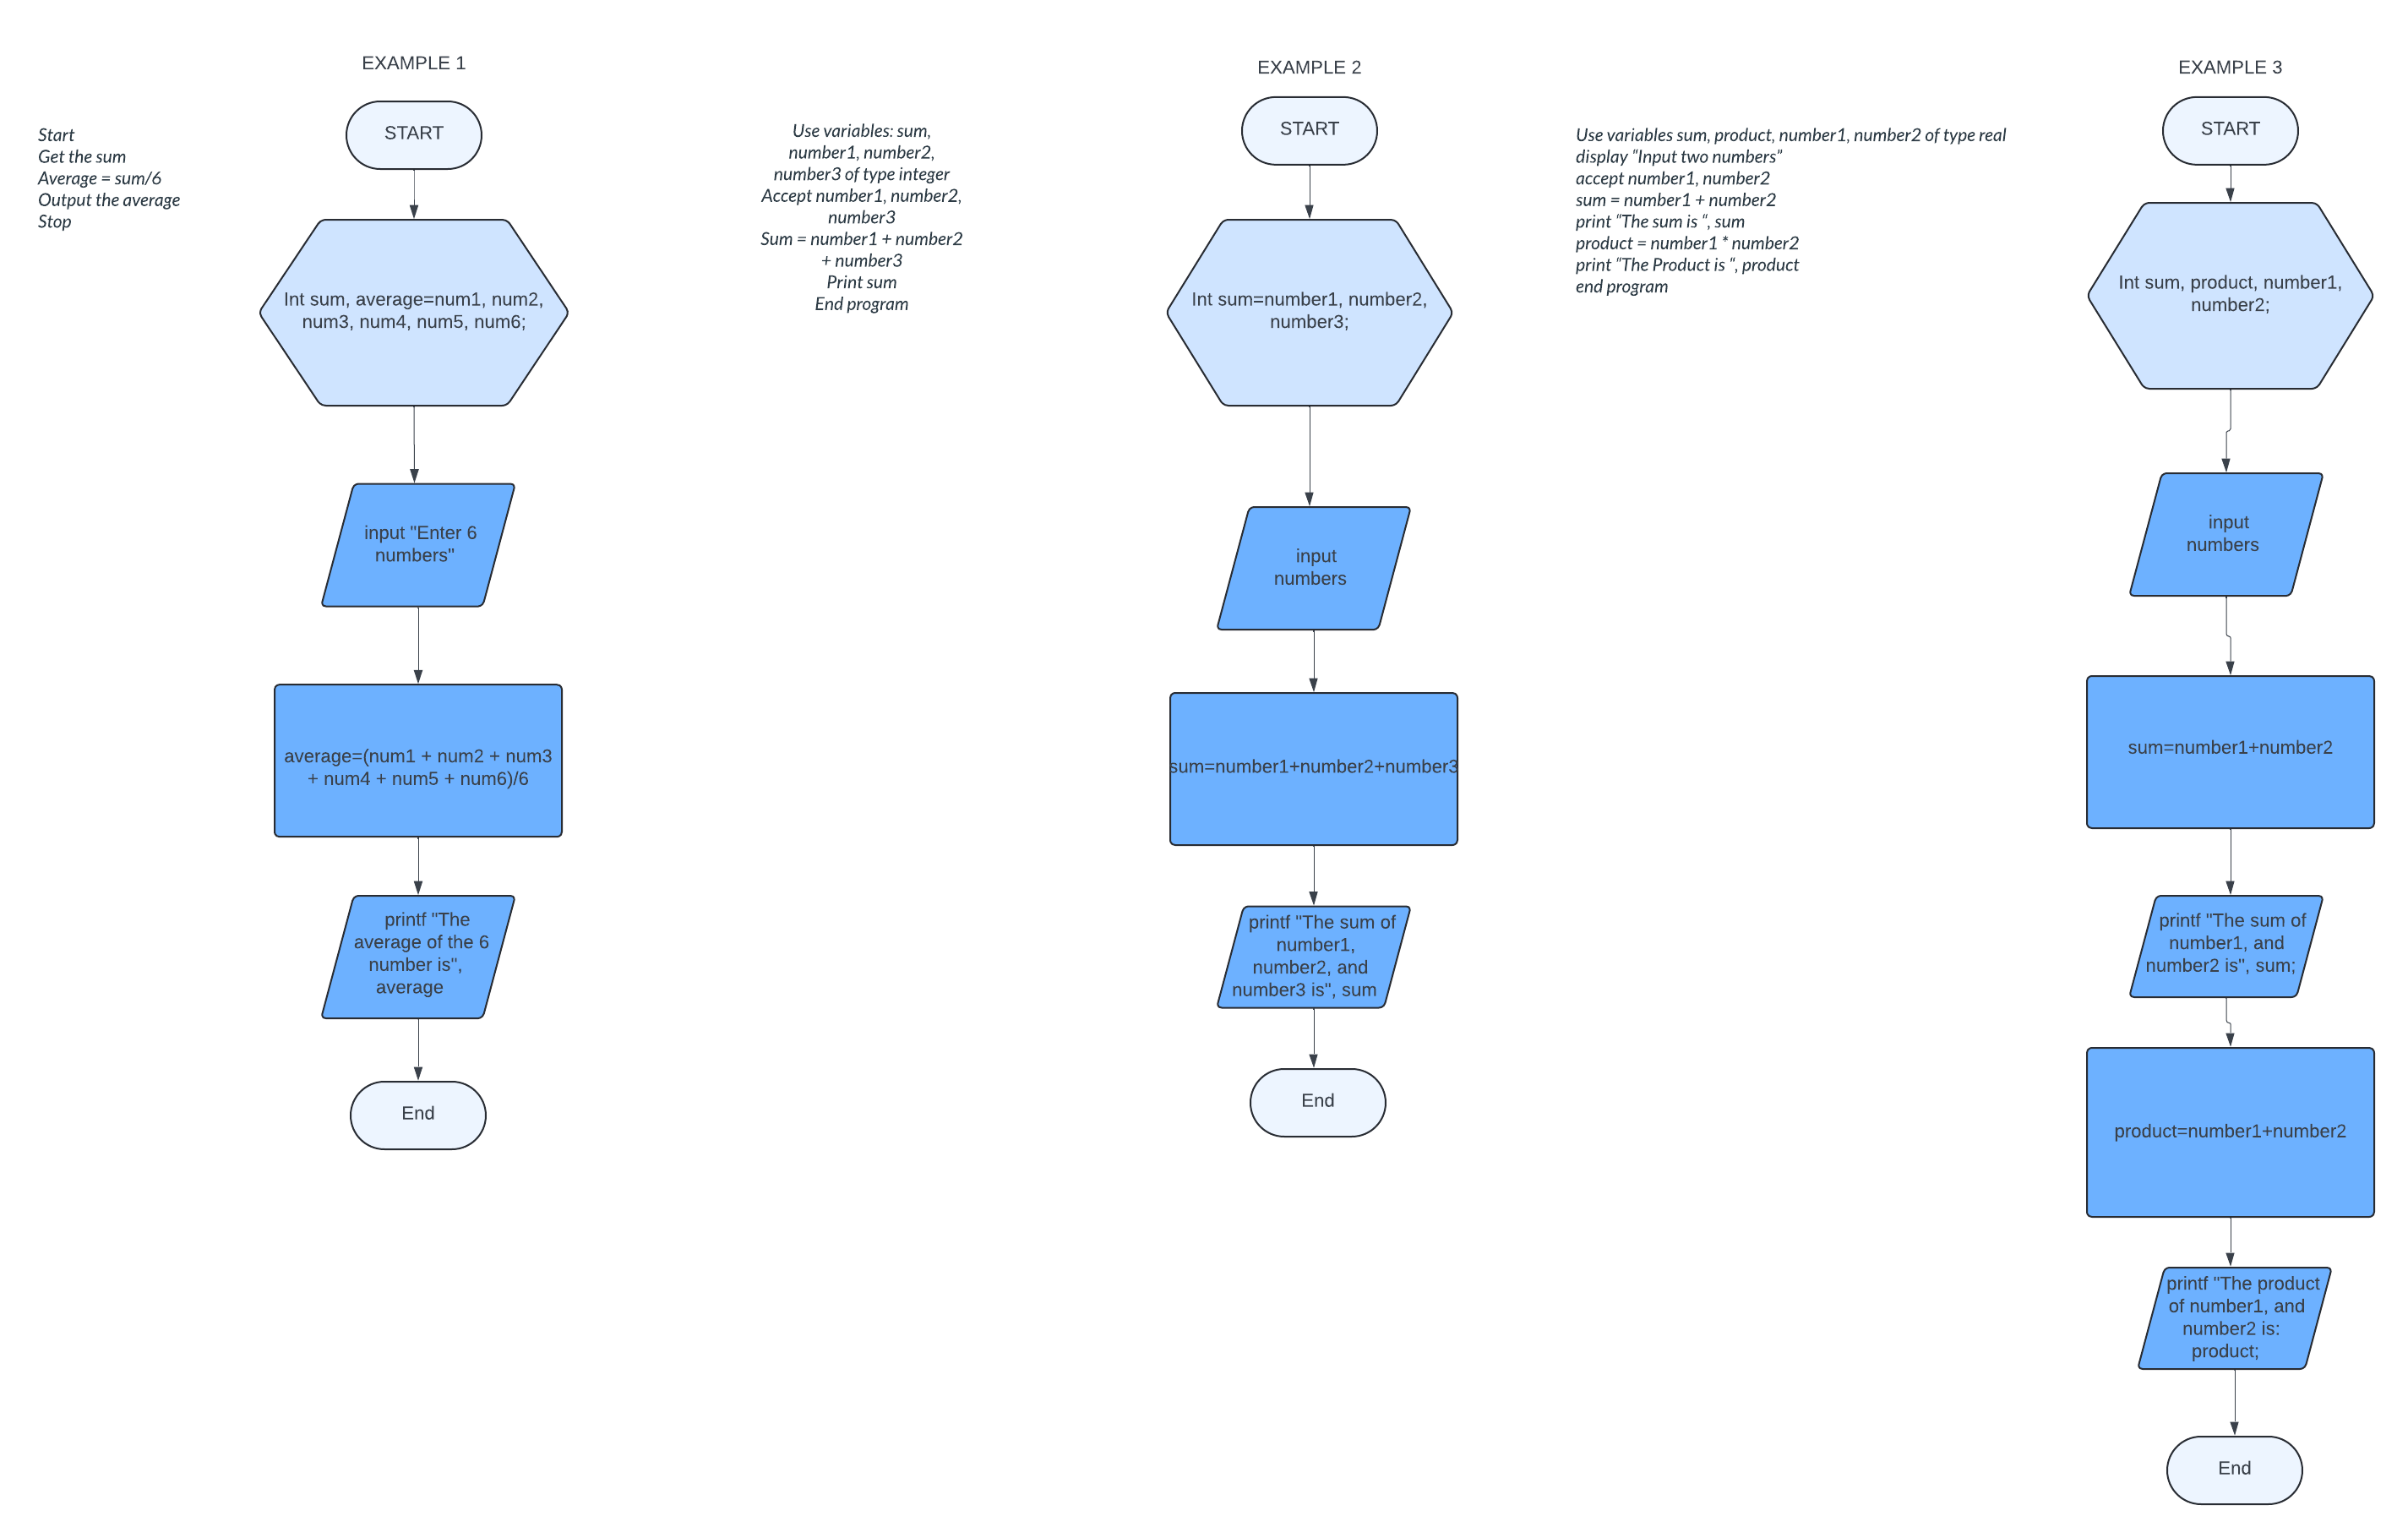 EXAMPLE 1
Start
Get the sum
Average = sum/6
Output the average
Stop
START
Int sum, average=num1, num2,
num3, num4, num5, num6;
input "Enter 6
numbers"
average=(num1 + num2 + num3
+ num4 + num5 + num6)/6
printf "The
average of the 6
number is",
average
End
EXAMPLE 2
Use variables: sum,
number1, number2,
number3 of type integer
Accept number1, number2,
number3
Sum = number1 + number2
+ number3
Print sum
End program
START
Int sum=number1, number2,
number3;
input
numbers
sum=number1+number2+number3
printf "The sum of
number1,
number2, and
number3 is", sum
End
EXAMPLE 3
Use variables sum, product, number1, number2 of type real
display “Input two numbers”
accept number1, number2
sum = number1 + number2
print “The sum is “, sum
product = number1 * number2
print “The Product is “, product
end program
START
Int sum, product, number1,
number2;
input
numbers
sum=number1+number2
printf "The sum of
number1, and
number2 is", sum;
product=number1+number2
printf "The product
of number1, and
number2 is:
product;
End